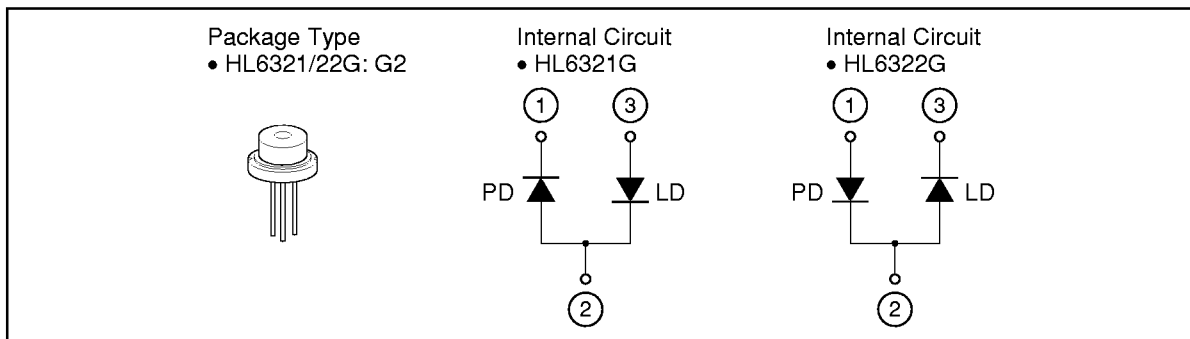 Package Type
• HL6321/22G: G2
Internal Circuit
• HL6321G
1 3
PD LD
2
Internal Circuit
• HL6322G
1 3
PD LD
2